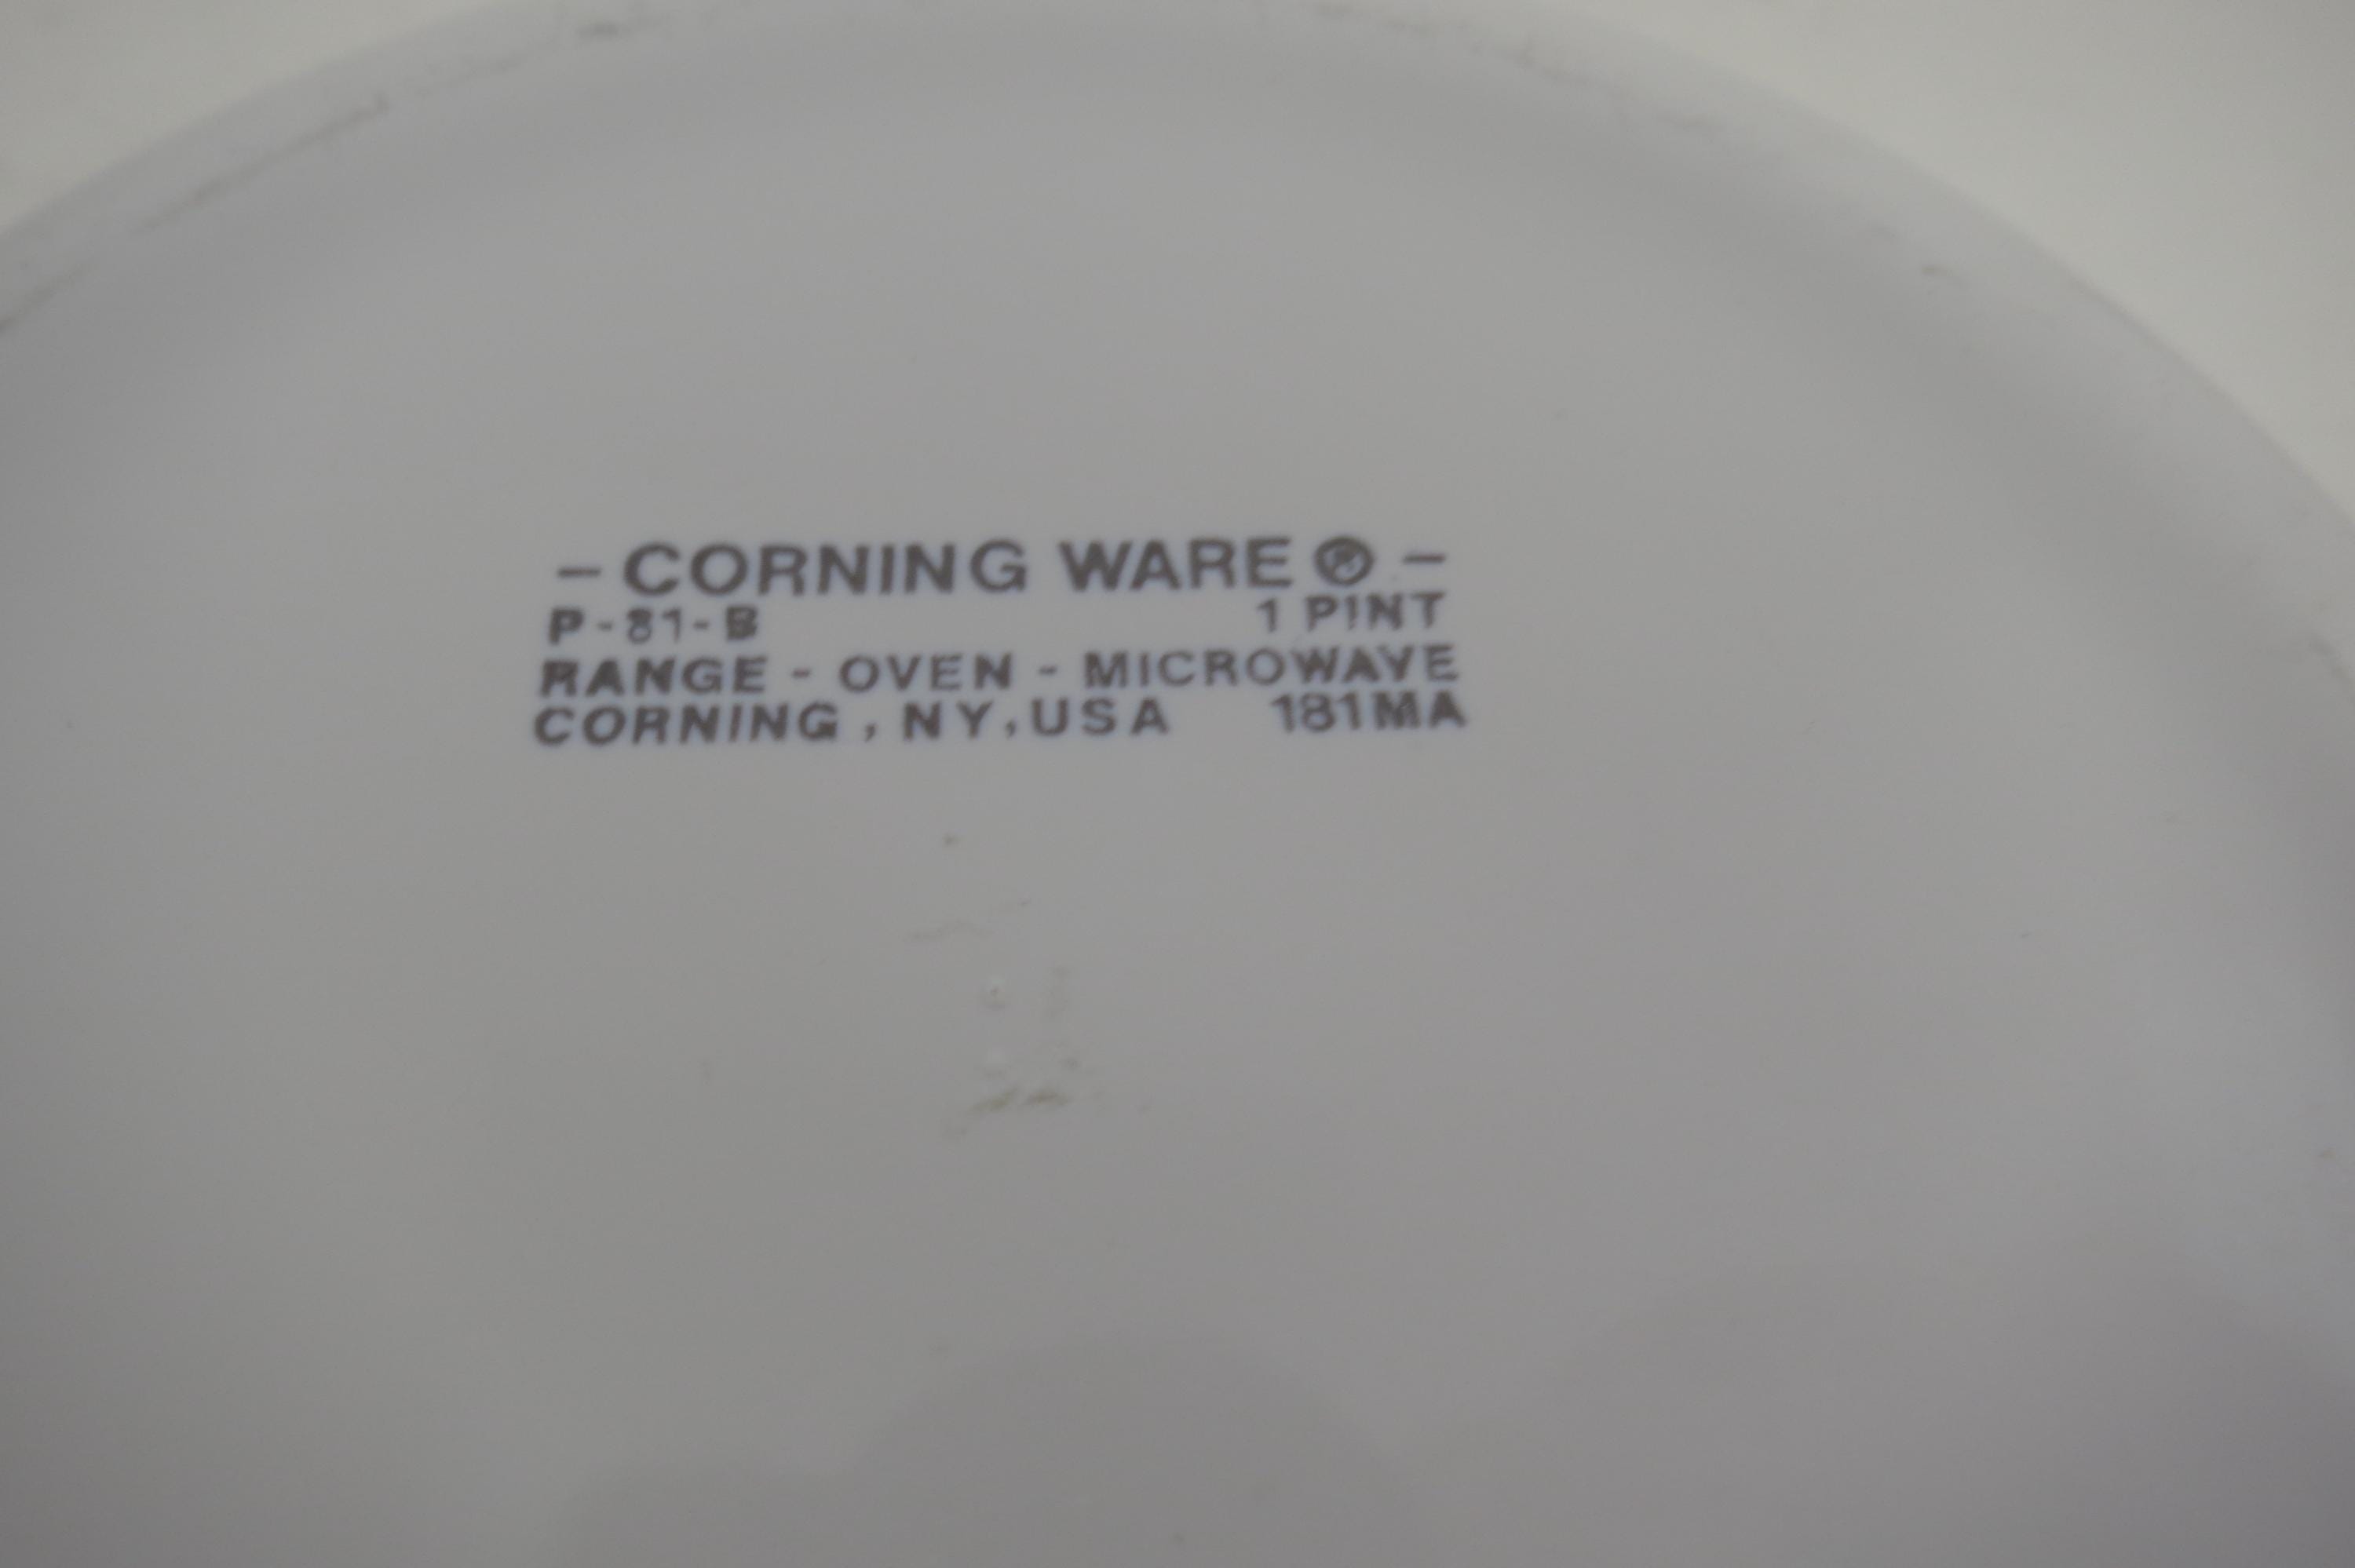 - CORNING WARE ® -
P-81-B 1 PINT
RANGE - OVEN - MICROWAVE
CORNING, NY, USA 181MA